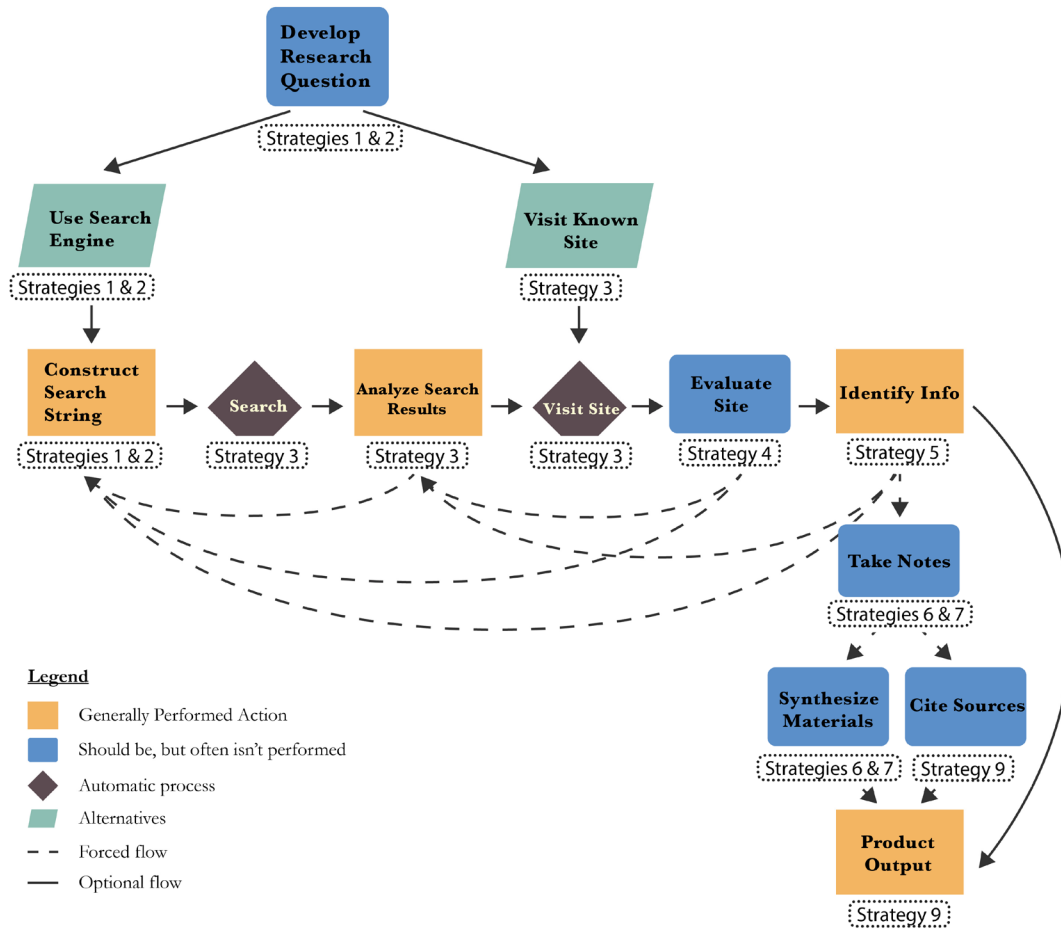 Develop
Research
Question
Strategies 1 & 2
Use Search
Engine
Strategies 1 & 2
Visit Known
Site
Strategy 3
Construct
Search
String
Strategies 1 & 2
Search
Strategy 3
Analyze Search
Results
Strategy 3
Visit Site
Strategy 3
Evaluate
Site
Strategy 4
Identify Info
Strategy 5
Take Notes
Strategies 6 & 7
Synthesize
Materials
Strategies 6 & 7
Cite Sources
Strategy 9
Product
Output
Strategy 9
Legend
Generally Performed Action
Should be, but often isn't performed
Automatic process
Alternatives
Forced flow
Optional flow